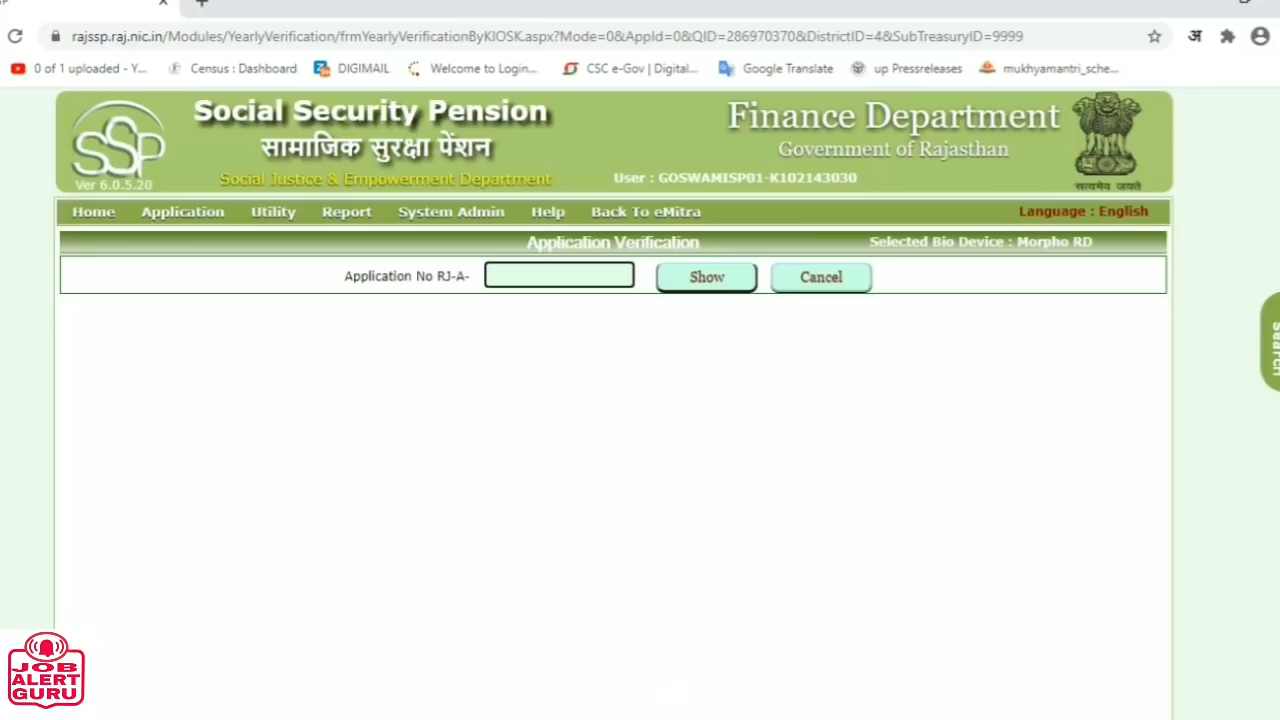 rajssp.raj.nic.in/Modules/YearlyVerification/frmYearlyVerificationByKIOSK.aspx?Mode=0&AppId=0&QID=286970370&DistrictID=4&SubTreasuryID=9999 अ
0 of 1 uploaded - Y... Census : Dashboard DIGIMAIL Welcome to Login... CSC e-Gov | Digital... Google Translate up Pressreleases mukhyamantri_sche...
SSP
Ver 6.0.5.20
Social Security Pension
सामाजिक सुरक्षा पेंशन
Social Justice & Empowerment Department
Finance Department
Government of Rajasthan
User : GOSWAMISP01-K102143030
सत्यमेव जयते
Home Application Utility Report System Admin Help Back To eMitra Language : English
Application Verification Selected Bio Device : Morpho RD
Application No RJ-A- Show Cancel
Search
JOB
ALERT
GURU